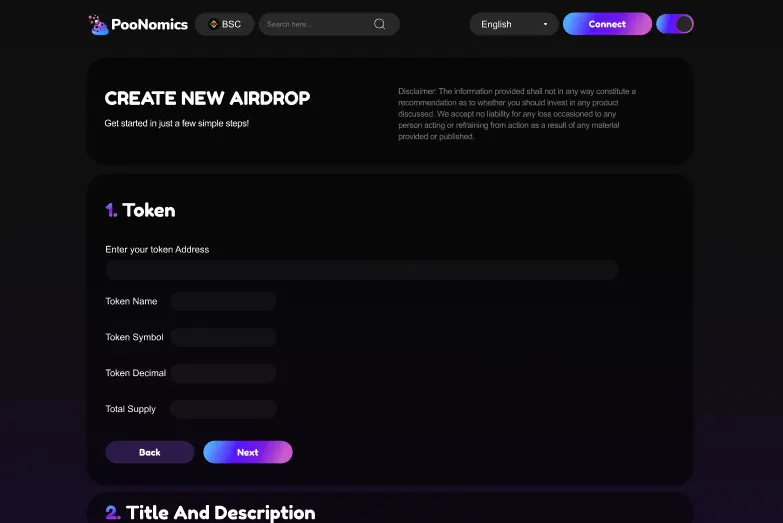 PooNomics
BSC
Search here...
English
Connect
CREATE NEW AIRDROP
Get started in just a few simple steps!
Disclaimer: The information provided shall not in any way constitute a
recommendation as to whether you should invest in any product
discussed. We accept no liability for any loss occasioned to any
person acting or refraining from action as a result of any material
provided or published.
1. Token
Enter your token Address
Token Name
Token Symbol
Token Decimal
Total Supply
Back
Next
2. Title And Description